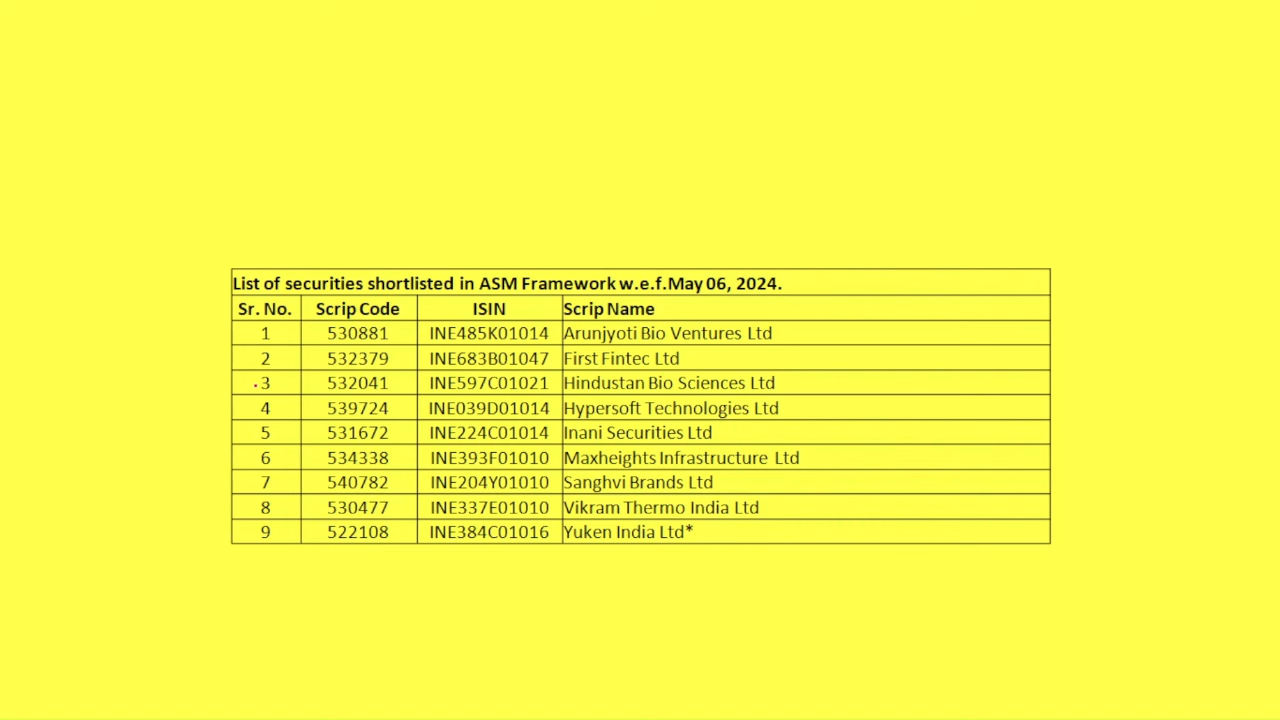 List of securities shortlisted in ASM Framework w.e.f.May 06, 2024.
Sr. No. Scrip Code ISIN Scrip Name
1 530881 INE485K01014 Arunjyoti Bio Ventures Ltd
2 532379 INE683B01047 First Fintec Ltd
3 532041 INE597C01021 Hindustan Bio Sciences Ltd
4 539724 INE039D01014 Hypersoft Technologies Ltd
5 531672 INE224C01014 Inani Securities Ltd
6 534338 INE393F01010 Maxheights Infrastructure Ltd
7 540782 INE204Y01010 Sanghvi Brands Ltd
8 530477 INE337E01010 Vikram Thermo India Ltd
9 522108 INE384C01016 Yuken India Ltd*